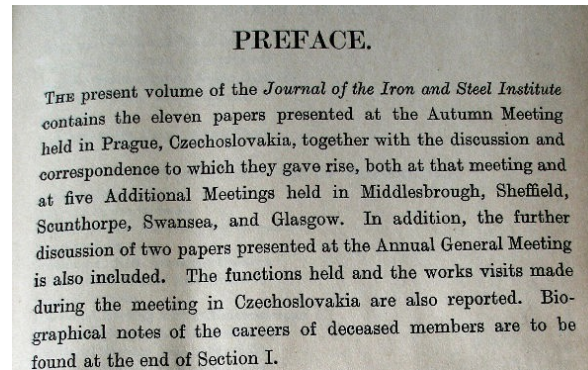 PREFACE.
THE present volume of the Journal of the Iron and Steel Institute
contains the eleven papers presented at the Autumn Meeting
held in Prague, Czechoslovakia, together with the discussion and
correspondence to which they gave rise, both at that meeting and
at five Additional Meetings held in Middlesbrough, Sheffield,
Scunthorpe, Swansea, and Glasgow. In addition, the further
discussion of two papers presented at the Annual General Meeting
is also included. The functions held and the works visits made
during the meeting in Czechoslovakia are also reported. Bio-
graphical notes of the careers of deceased members are to be
found at the end of Section I.